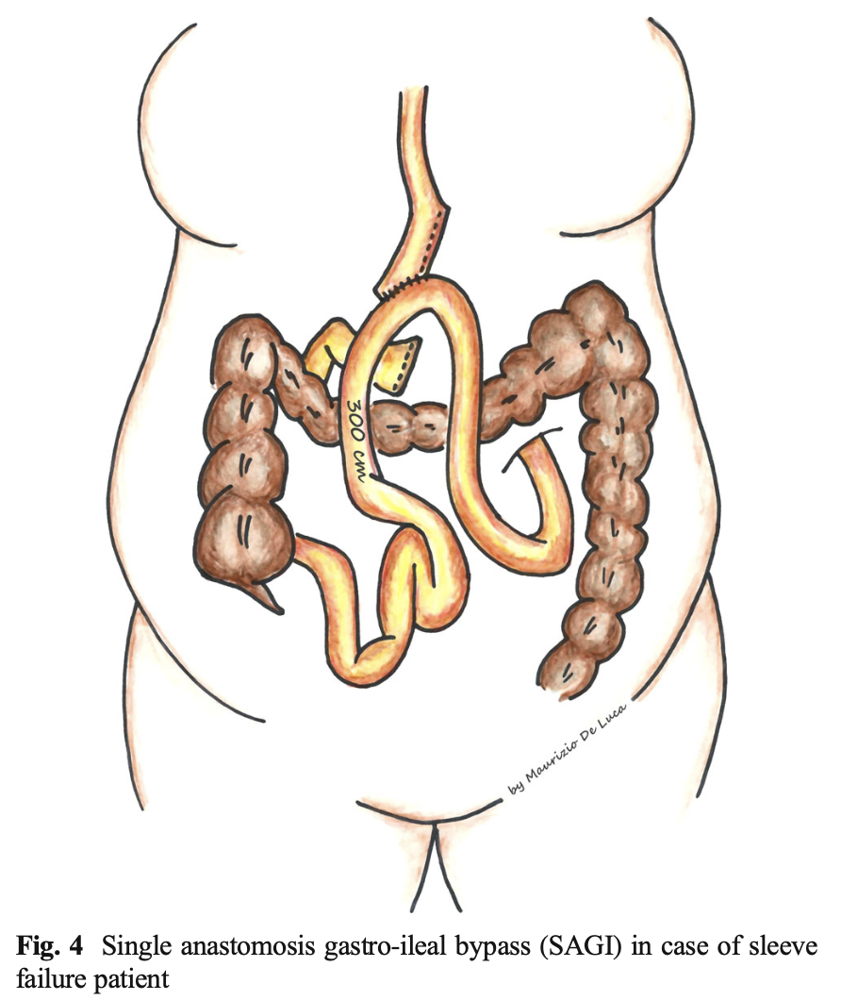 300 cm
by Maurizio De Luca
Fig. 4 Single anastomosis gastro-ileal bypass (SAGI) in case of sleeve
failure patient